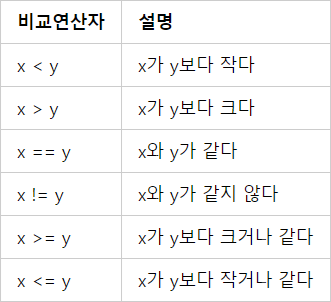 비교연산자 설명
x < y x가 y보다 작다
x > y x가 y보다 크다
x == y x와 y가 같다
x != y x와 y가 같지 않다
x >= y x가 y보다 크거나 같다
x <= y x가 y보다 작거나 같다